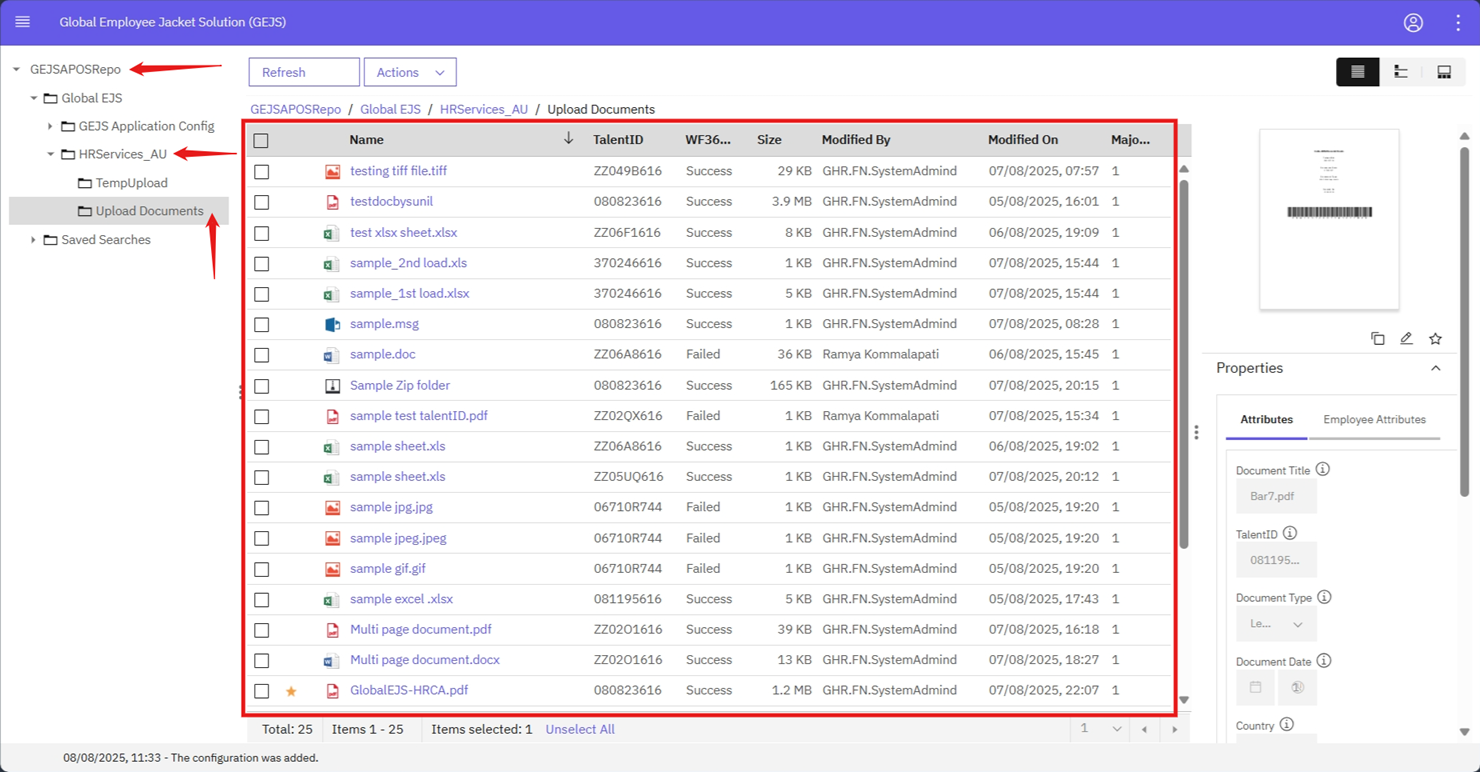 Global Employee Jacket Solution (GEJS)
GEJSAPOSRepo
Global EJS
GEJS Application Config
HRServices_AU
TempUpload
Upload Documents
Saved Searches
Refresh
Actions
GEJSAPOSRepo / Global EJS / HRServices_AU / Upload Documents
Name TalentID WF36... Size Modified By Modified On Majo...
testing tiff file.tiff ZZ049B616 Success 29 KB GHR.FN.SystemAdmind 07/08/2025, 07:57 1
testdocbysunil 080823616 Success 3.9 MB GHR.FN.SystemAdmind 05/08/2025, 16:01 1
test xlsx sheet.xlsx ZZ06F1616 Success 8 KB GHR.FN.SystemAdmind 06/08/2025, 19:09 1
sample_2nd load.xls 370246616 Success 1 KB GHR.FN.SystemAdmind 07/08/2025, 15:44 1
sample_1st load.xlsx 370246616 Success 5 KB GHR.FN.SystemAdmind 07/08/2025, 15:44 1
sample.msg 080823616 Success 1 KB GHR.FN.SystemAdmind 07/08/2025, 08:28 1
sample.doc ZZ06A8616 Failed 36 KB Ramya Kommalapati 06/08/2025, 15:45 1
Sample Zip folder 080823616 Success 165 KB GHR.FN.SystemAdmind 07/08/2025, 20:15 1
sample test talentID.pdf ZZ02QX616 Failed 1 KB Ramya Kommalapati 07/08/2025, 15:34 1
sample sheet.xls ZZ06A8616 Success 1 KB GHR.FN.SystemAdmind 06/08/2025, 19:02 1
sample sheet.xls ZZ05UQ616 Success 1 KB GHR.FN.SystemAdmind 07/08/2025, 20:12 1
sample jpg.jpg 06710R744 Failed 1 KB GHR.FN.SystemAdmind 05/08/2025, 19:20 1
sample jpeg.jpeg 06710R744 Failed 1 KB GHR.FN.SystemAdmind 05/08/2025, 19:20 1
sample gif.gif 06710R744 Failed 1 KB GHR.FN.SystemAdmind 05/08/2025, 19:20 1
sample excel .xlsx 081195616 Success 5 KB GHR.FN.SystemAdmind 05/08/2025, 17:43 1
Multi page document.pdf ZZ02O1616 Success 39 KB GHR.FN.SystemAdmind 07/08/2025, 16:18 1
Multi page document.docx ZZ02O1616 Success 13 KB GHR.FN.SystemAdmind 07/08/2025, 18:27 1
GlobalEJS-HRCA.pdf 080823616 Success 1.2 MB GHR.FN.SystemAdmind 07/08/2025, 22:07 1
Total: 25 Items 1 - 25 Items selected: 1 Unselect All 1
Properties
Attributes Employee Attributes
Document Title
Bar7.pdf
TalentID
081195...
Document Type
Le...
Document Date
Country
08/08/2025, 11:33 - The configuration was added.